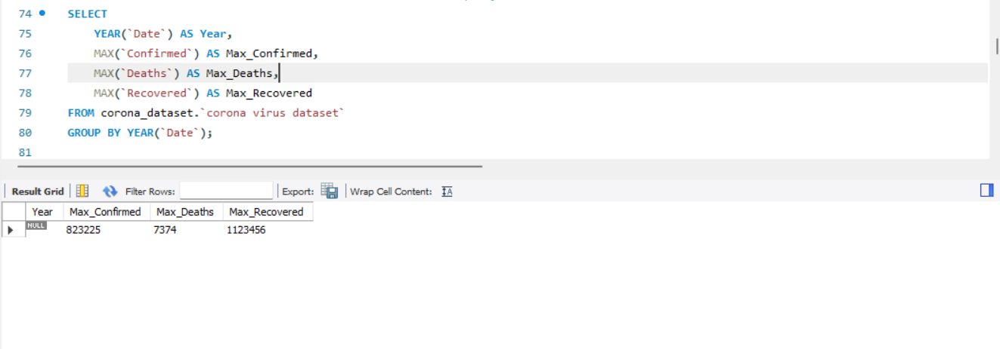 74 SELECT
75 YEAR(`Date`) AS Year,
76 MAX(`Confirmed`) AS Max_Confirmed,
77 MAX(`Deaths`) AS Max_Deaths,
78 MAX(`Recovered`) AS Max_Recovered
79 FROM corona_dataset.`corona virus dataset`
80 GROUP BY YEAR(`Date`);
81
Result Grid Filter Rows: Export: Wrap Cell Content: IA
Year Max_Confirmed Max_Deaths Max_Recovered
NULL 823225 7374 1123456